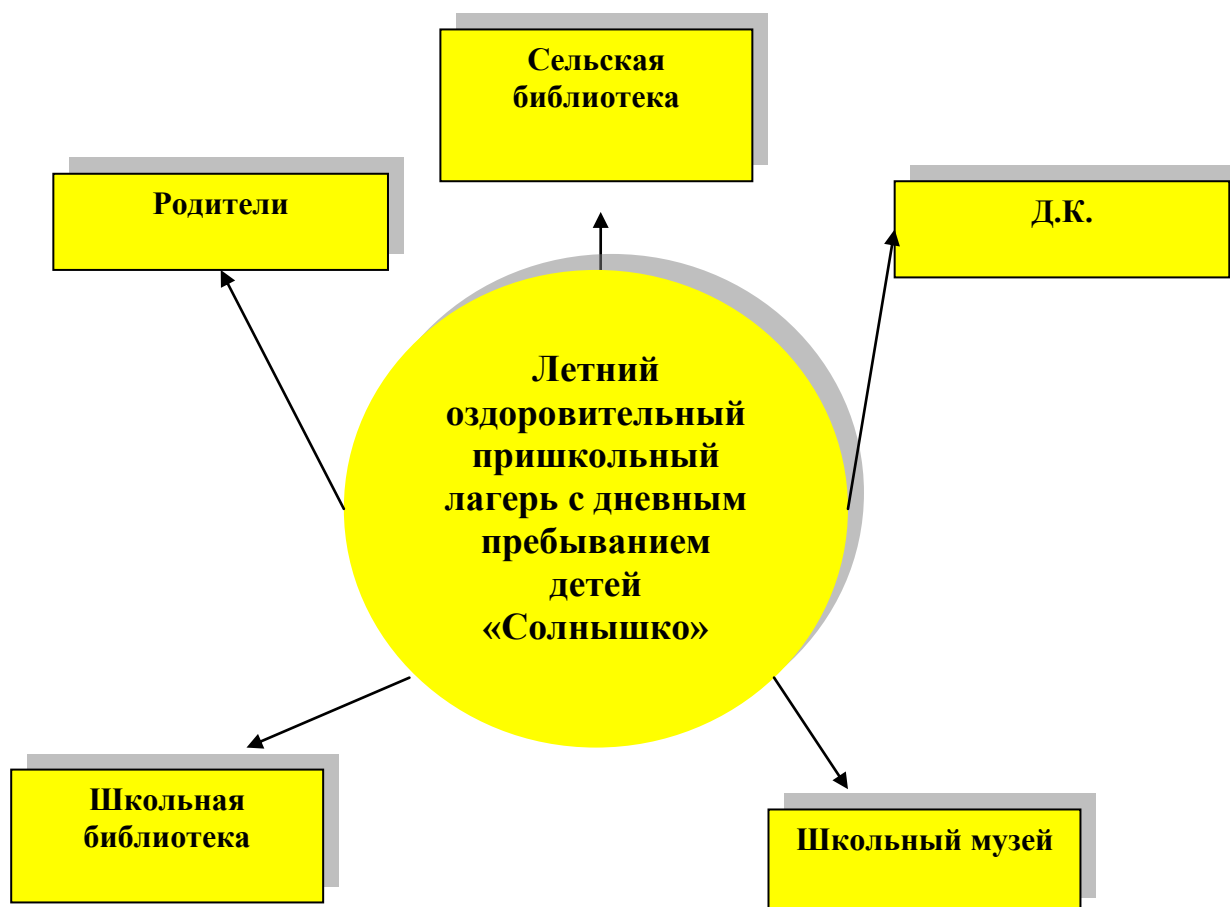 Сельская
библиотека
Родители
Д.К.
Летний
оздоровительный
пришкольный
лагерь с дневным
пребыванием
детей
«Солнышко»
Школьная
библиотека
Школьный музей